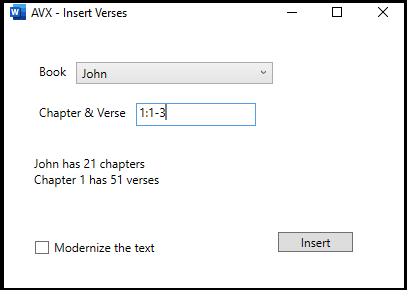 AVX - Insert Verses
Book John
Chapter & Verse 1:1-3
John has 21 chapters
Chapter 1 has 51 verses
Modernize the text Insert